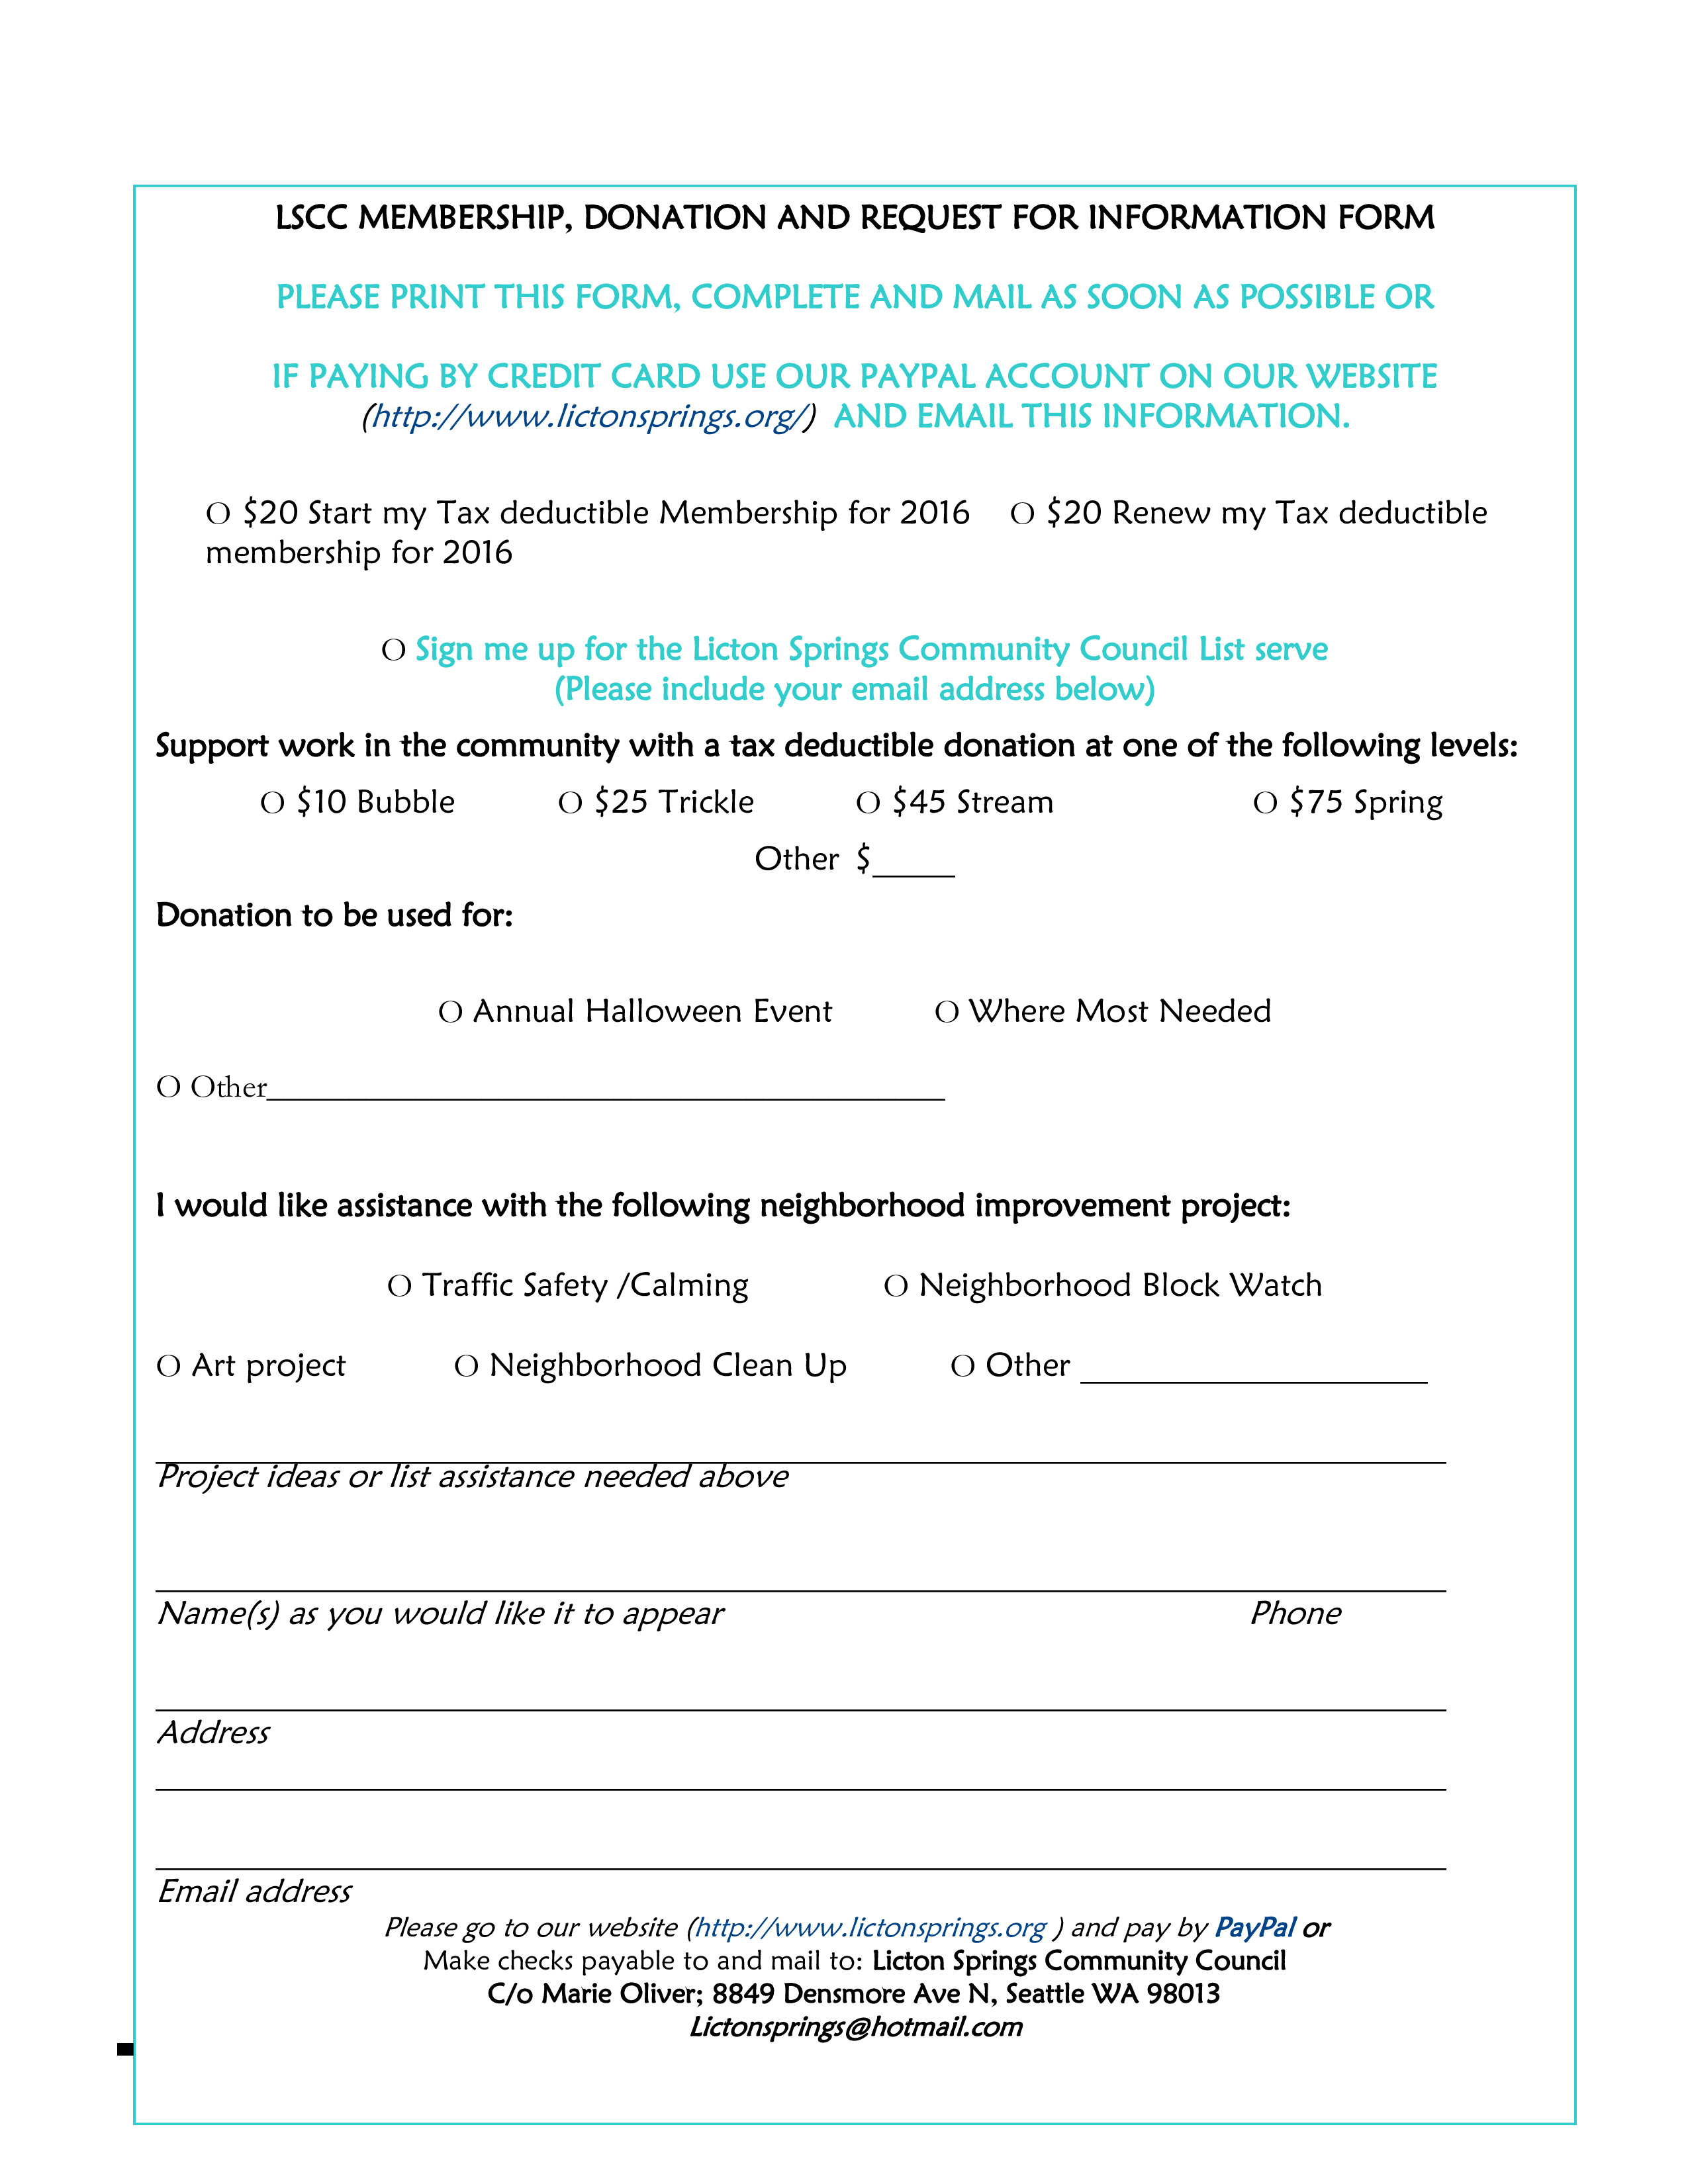 LSCC MEMBERSHIP, DONATION AND REQUEST FOR INFORMATION FORM
PLEASE PRINT THIS FORM, COMPLETE AND MAIL AS SOON AS POSSIBLE OR
IF PAYING BY CREDIT CARD USE OUR PAYPAL ACCOUNT ON OUR WEBSITE
(http://www.lictonsprings.org/) AND EMAIL THIS INFORMATION.
O $20 Start my Tax deductible Membership for 2016 O $20 Renew my Tax deductible
membership for 2016
O Sign me up for the Licton Springs Community Council List serve
(Please include your email address below)
Support work in the community with a tax deductible donation at one of the following levels:
O $10 Bubble O $25 Trickle O $45 Stream O $75 Spring
Other $_____
Donation to be used for:
O Annual Halloween Event O Where Most Needed
O Other_________________________________________
I would like assistance with the following neighborhood improvement project:
O Traffic Safety /Calming O Neighborhood Block Watch
O Art project O Neighborhood Clean Up O Other _____________________
Project ideas or list assistance needed above
Name(s) as you would like it to appear Phone
Address
Email address
Please go to our website (http://www.lictonsprings.org ) and pay by PayPal or
Make checks payable to and mail to: Licton Springs Community Council
C/o Marie Oliver; 8849 Densmore Ave N, Seattle WA 98013
Lictonsprings@hotmail.com